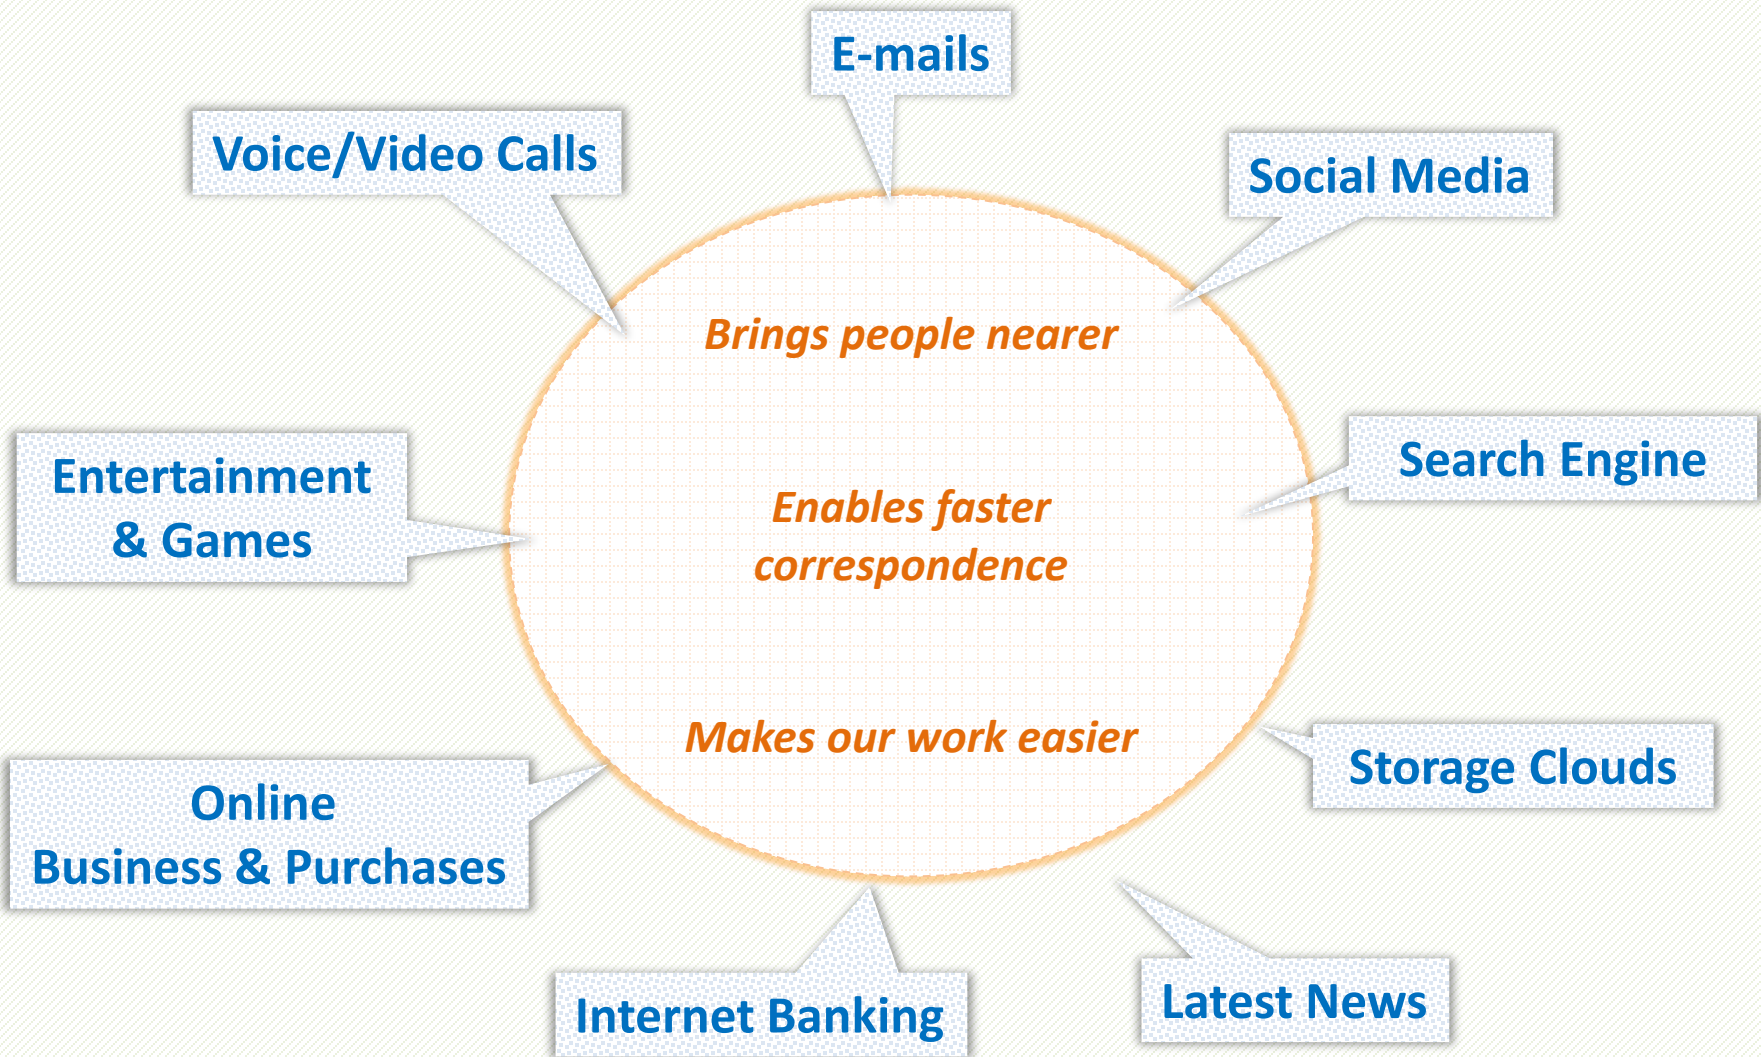 E-mails
Voice/Video Calls
Social Media
Brings people nearer
Search Engine
Entertainment
& Games
Enables faster
correspondence
Makes our work easier
Storage Clouds
Online
Business & Purchases
Latest News
Internet Banking